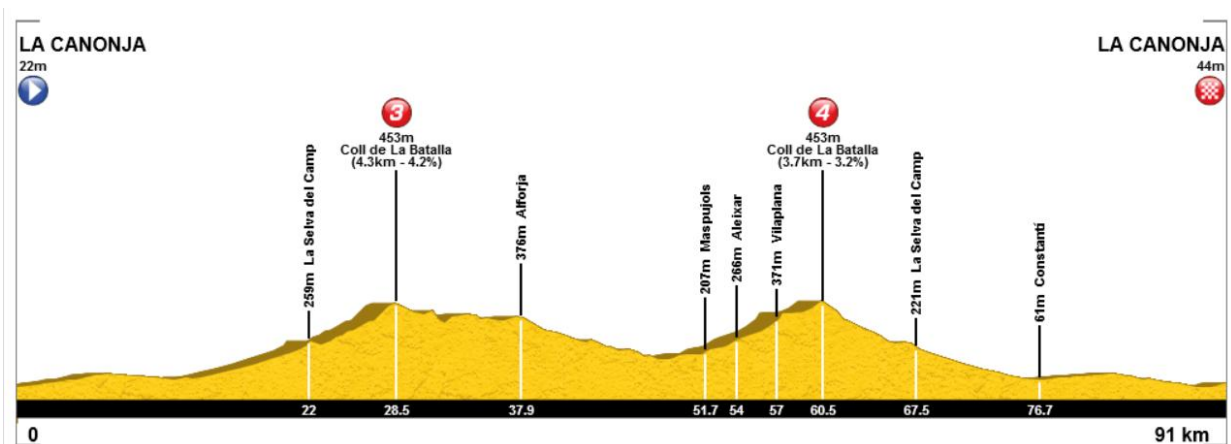 LA CANONJA
22m
LA CANONJA
44m
3
453m
Coll de La Batalla
(4.3km - 4.2%)
4
453m
Coll de La Batalla
(3.7km - 3.2%)
259m La Selva del Camp
376m Alforja
207m Maspujols
266m Aleixar
371m Vilaplana
221m La Selva del Camp
61m Constantí
22
28.5
37.9
51.7
54
57
60.5
67.5
76.7
0
91 km